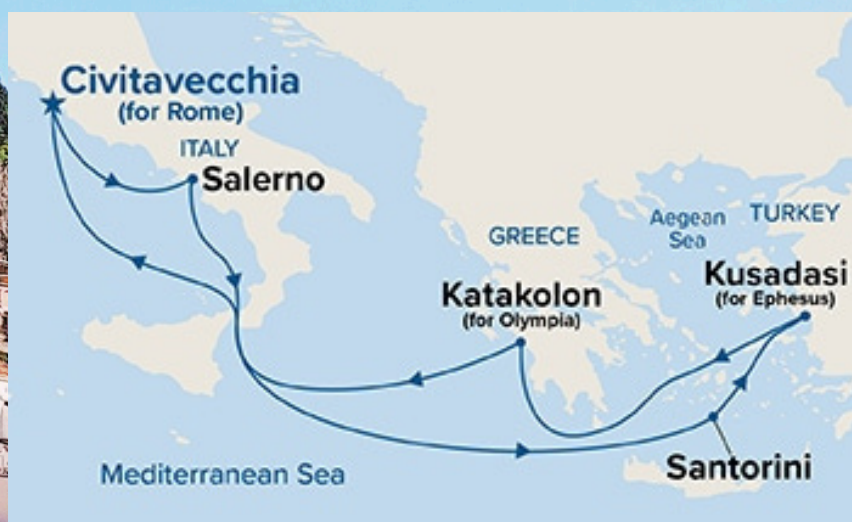 Civitavecchia
(for Rome)
ITALY
Salerno
GREECE
Aegean
Sea
TURKEY
Katakolon
(for Olympia)
Kusadasi
(for Ephesus)
Santorini
Mediterranean Sea